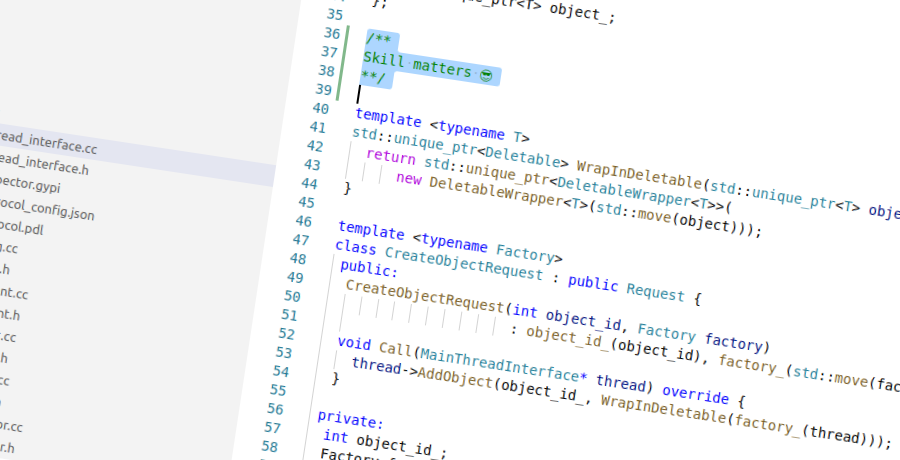 };
unique_ptr<T> object_;
35
36 /**
37 Skill matters 😎
38 **/
39
40 template <typename T>
41 std::unique_ptr<Deletable> WrapInDeletable(std::unique_ptr<T> obje
42 return std::unique_ptr<DeletableWrapper<T>>(
43 new DeletableWrapper<T>(std::move(object)));
44 }
45
46 template <typename Factory>
47 class CreateObjectRequest : public Request {
48 public:
49 CreateObjectRequest(int object_id, Factory factory)
50 : object_id_(object_id), factory_(std::move(fac
51
52 void Call(MainThreadInterface* thread) override {
53 thread->AddObject(object_id_, WrapInDeletable(factory_(thread)));
54 }
55
56 private:
57 int object_id_;
58 Factory
read_interface.cc
ead_interface.h
pector.gypi
ocol_config.json
ocol.pdl
.cc
.h
nt.cc
nt.h
.cc
h
cc
or.cc
r.h